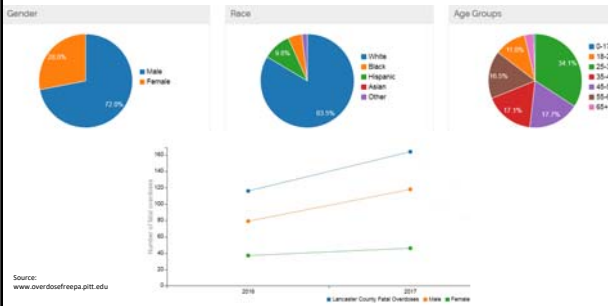 Gender
Race
Age Groups
28.0%
72.0%
Male
Female
9.8%
83.5%
White
Black
Hispanic
Asian
Other
11.0%
34.1%
16.5%
17.1%
17.7%
65+
Number of fatal overdoses
160
140
120
100
80
60
40
20
0
2016
2017
Lancaster County Fatal Overdoses Male Female
Source:
www.overdosefreepa.pitt.edu